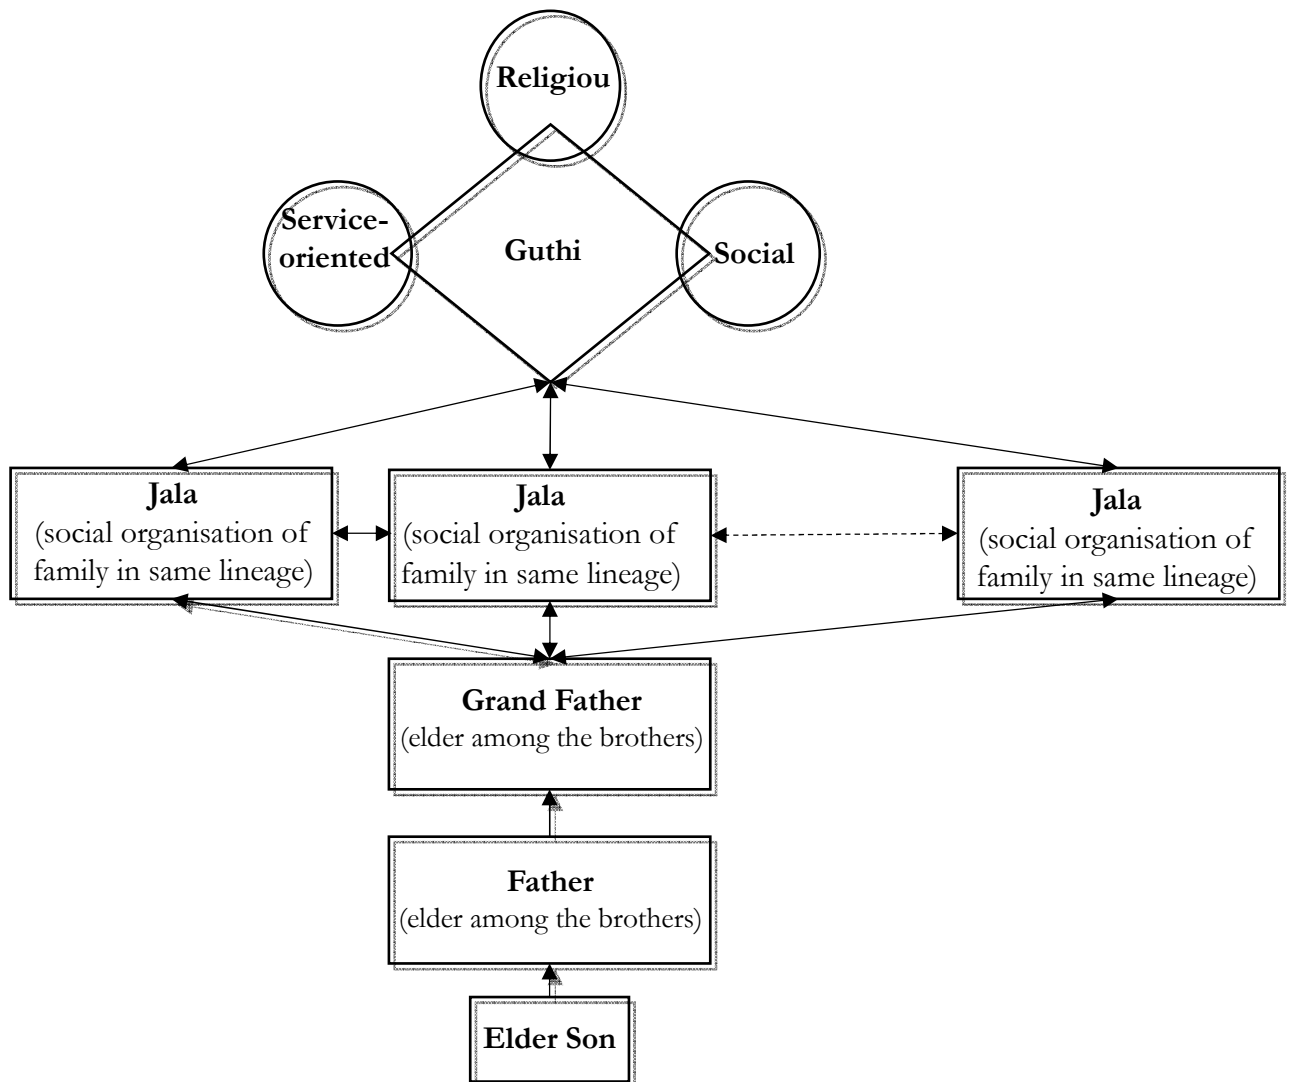 Religiou
Service-
oriented
Guthi
Social
Jala
(social organisation of
family in same lineage)
Jala
(social organisation of
family in same lineage)
Jala
(social organisation of
family in same lineage)
Grand Father
(elder among the brothers)
Father
(elder among the brothers)
Elder Son